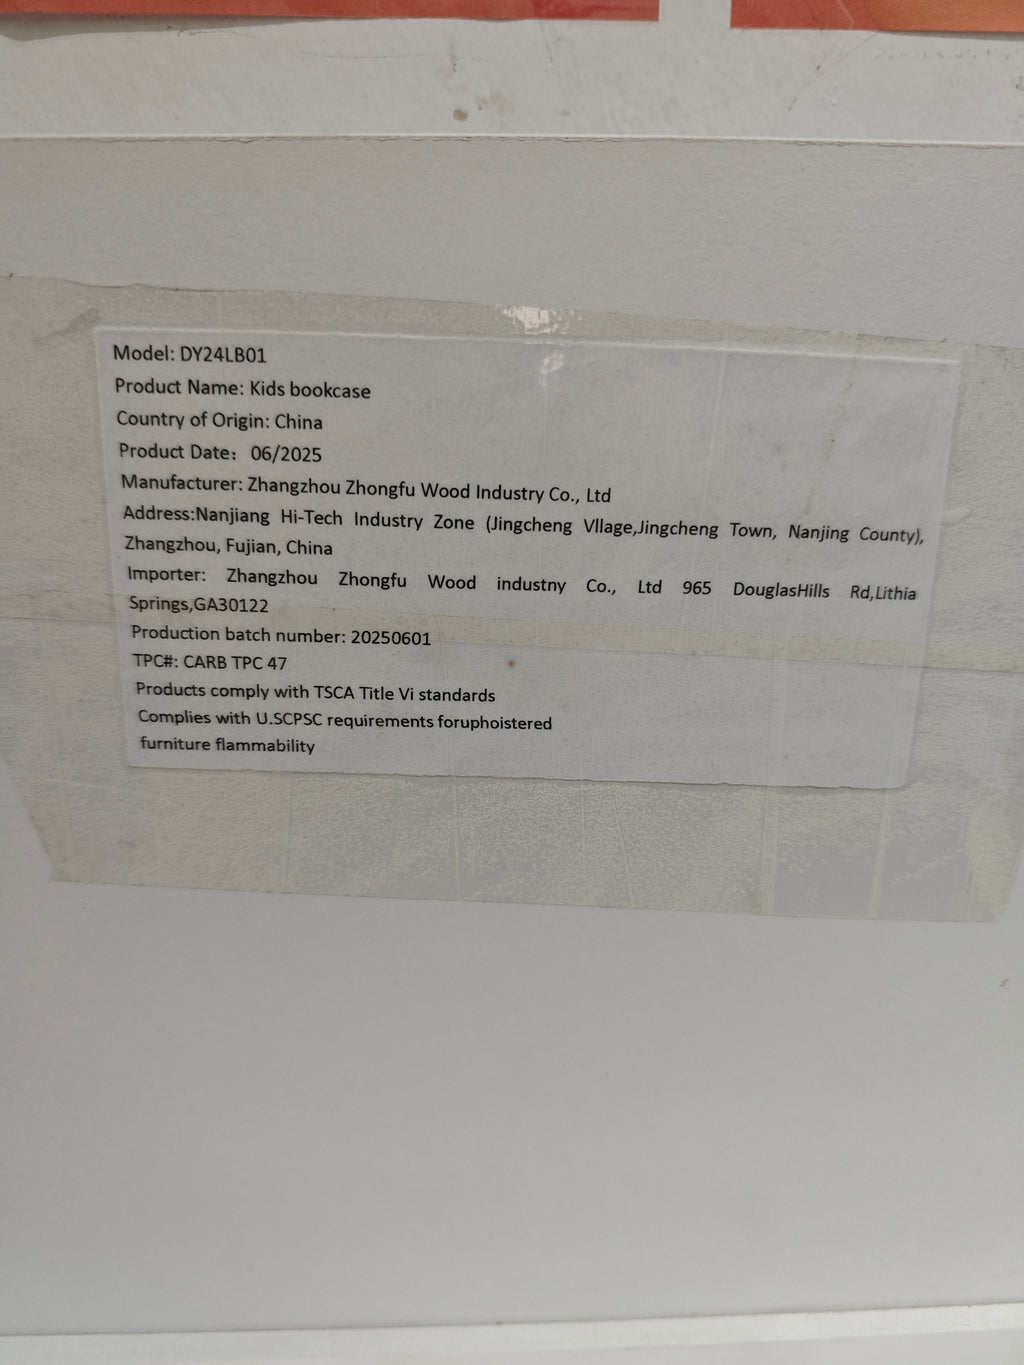 Model: DY24LB01
Product Name: Kids bookcase
Country of Origin: China
Product Date: 06/2025
Manufacturer: Zhangzhou Zhongfu Wood Industry Co., Ltd
Address:Nanjiang Hi-Tech Industry Zone (Jingcheng Vllage,Jingcheng Town, Nanjing County),
Zhangzhou, Fujian, China
Importer: Zhangzhou Zhongfu Wood industny Co., Ltd 965 DouglasHills Rd,Lithia
Springs,GA30122
Production batch number: 20250601
TPC#: CARB TPC 47
Products comply with TSCA Title Vi standards
Complies with U.SCPSC requirements foruphoistered
furniture flammability